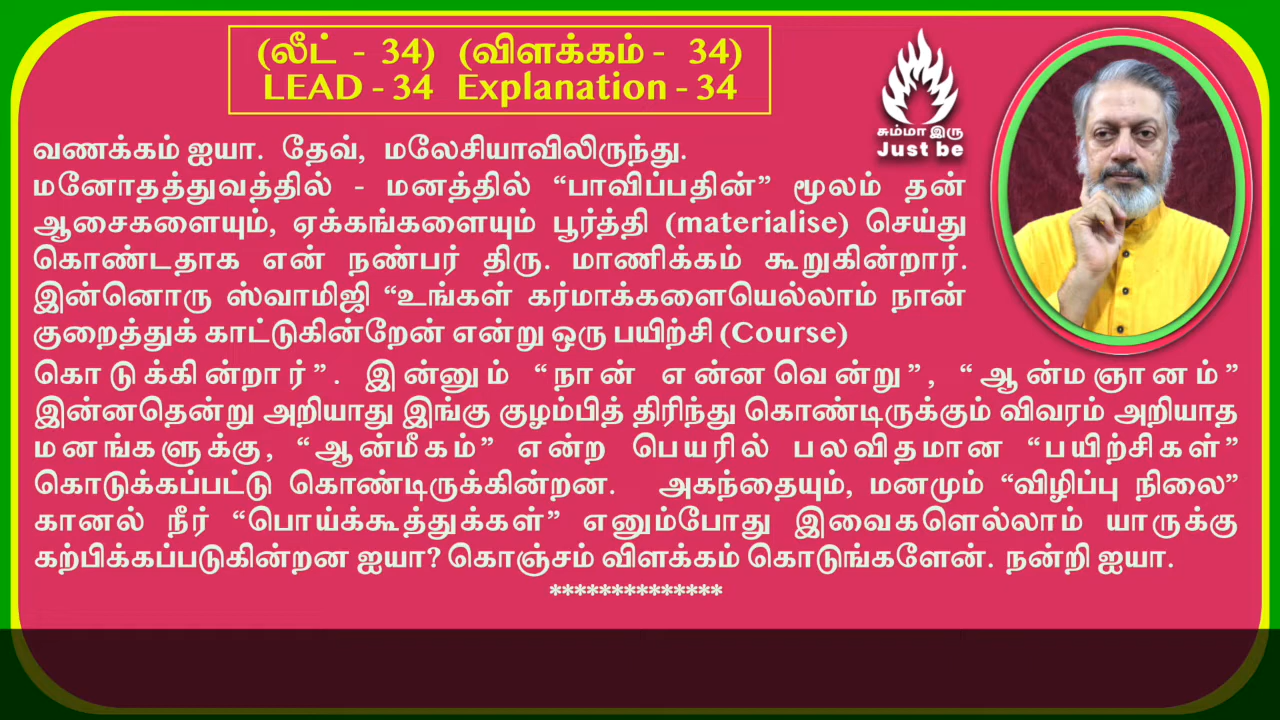 (லீட் - 34) (விளக்கம் - 34)
LEAD - 34 Explanation - 34
சும்மா இரு
Just be
வணக்கம் ஐயா. தேவ், மலேசியாவிலிருந்து.
மனோதத்துவத்தில் - மனத்தில் “பாவிப்பதின்” மூலம் தன்
ஆசைகளையும், ஏக்கங்களையும் பூர்த்தி (materialise) செய்து
கொண்டதாக என் நண்பர் திரு. மாணிக்கம் கூறுகின்றார்.
இன்னொரு ஸ்வாமிஜி “உங்கள் கர்மாக்களையெல்லாம் நான்
குறைத்துக் காட்டுகின்றேன் என்று ஒரு பயிற்சி (Course)
கொடுக்கின்றார்”. இன்னும் “நான் என்னவென்று”, “ஆன்மஞானம்”
இன்னதென்று அறியாது இங்கு குழம்பித் திரிந்து கொண்டிருக்கும் விவரம் அறியாத
மனங்களுக்கு, “ஆன்மீகம்” என்ற பெயரில் பலவிதமான “பயிற்சிகள்”
கொடுக்கப்பட்டு கொண்டிருக்கின்றன. அகந்தையும், மனமும் “விழிப்பு நிலை”
கானல் நீர் “பொய்க்கூத்துக்கள்” எனும்போது இவைகளெல்லாம் யாருக்கு
கற்பிக்கப்படுகின்றன ஐயா? கொஞ்சம் விளக்கம் கொடுங்களேன். நன்றி ஐயா.
**************